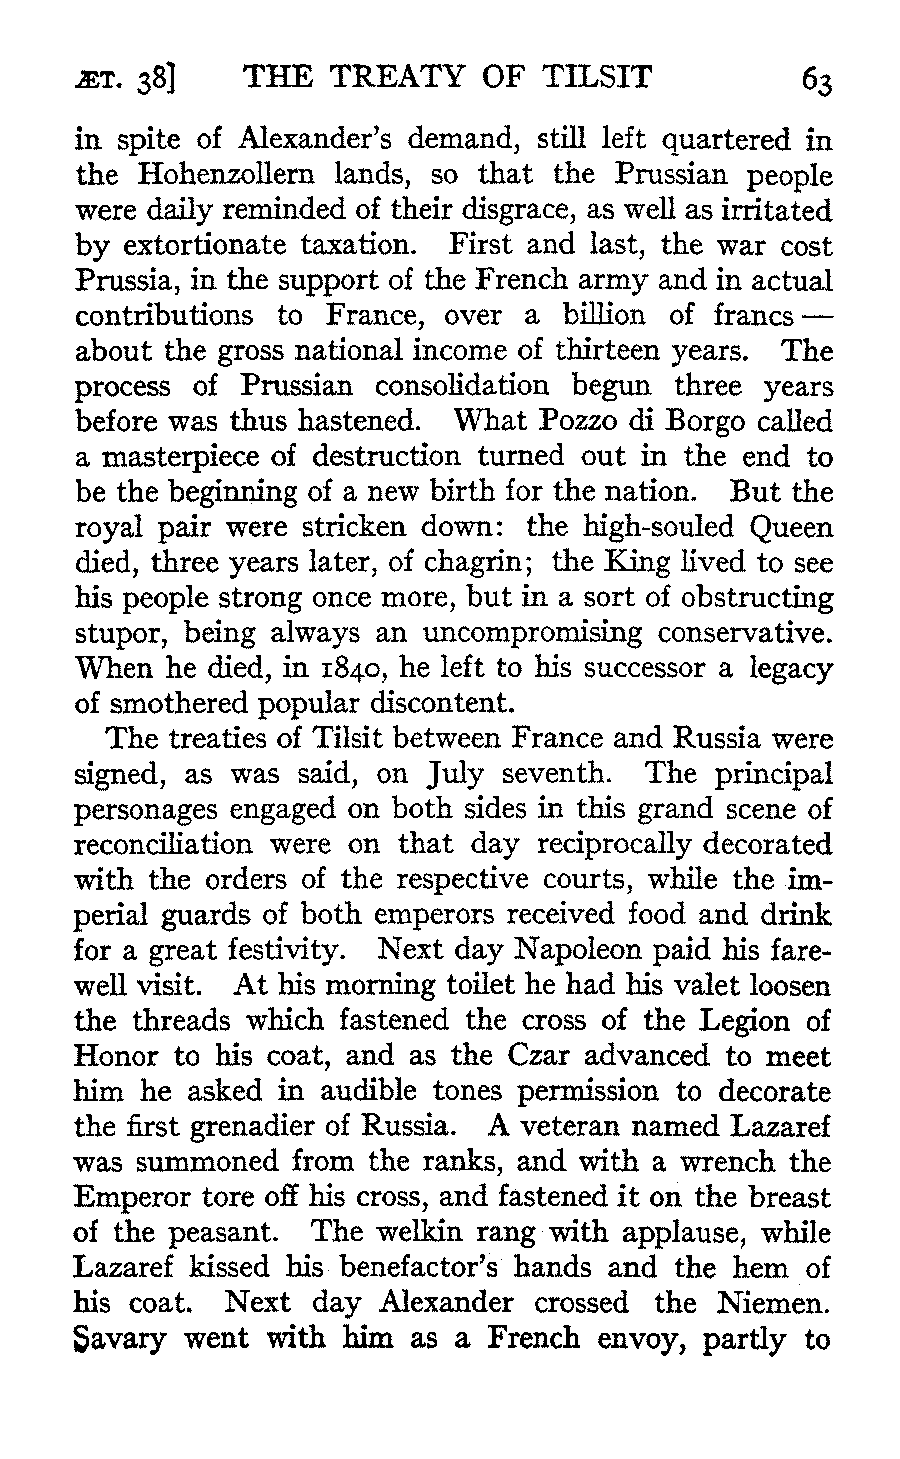 ÆT. 38] THE TREATY OF TILSIT 63
in spite of Alexander's demand, still left quartered in
the Hohenzollern lands, so that the Prussian people
were daily reminded of their disgrace, as well as irritated
by extortionate taxation. First and last, the war cost
Prussia, in the support of the French army and in actual
contributions to France, over a billion of francs —
about the gross national income of thirteen years. The
process of Prussian consolidation begun three years
before was thus hastened. What Pozzo di Borgo called
a masterpiece of destruction turned out in the end to
be the beginning of a new birth for the nation. But the
royal pair were stricken down: the high-souled Queen
died, three years later, of chagrin; the King lived to see
his people strong once more, but in a sort of obstructing
stupor, being always an uncompromising conservative.
When he died, in 1840, he left to his successor a legacy
of smothered popular discontent.
The treaties of Tilsit between France and Russia were
signed, as was said, on July seventh. The principal
personages engaged on both sides in this grand scene of
reconciliation were on that day reciprocally decorated
with the orders of the respective courts, while the im-
perial guards of both emperors received food and drink
for a great festivity. Next day Napoleon paid his fare-
well visit. At his morning toilet he had his valet loosen
the threads which fastened the cross of the Legion of
Honor to his coat, and as the Czar advanced to meet
him he asked in audible tones permission to decorate
the first grenadier of Russia. A veteran named Lazaref
was summoned from the ranks, and with a wrench the
Emperor tore off his cross, and fastened it on the breast
of the peasant. The welkin rang with applause, while
Lazaref kissed his benefactor's hands and the hem of
his coat. Next day Alexander crossed the Niemen.
Savary went with him as a French envoy, partly to